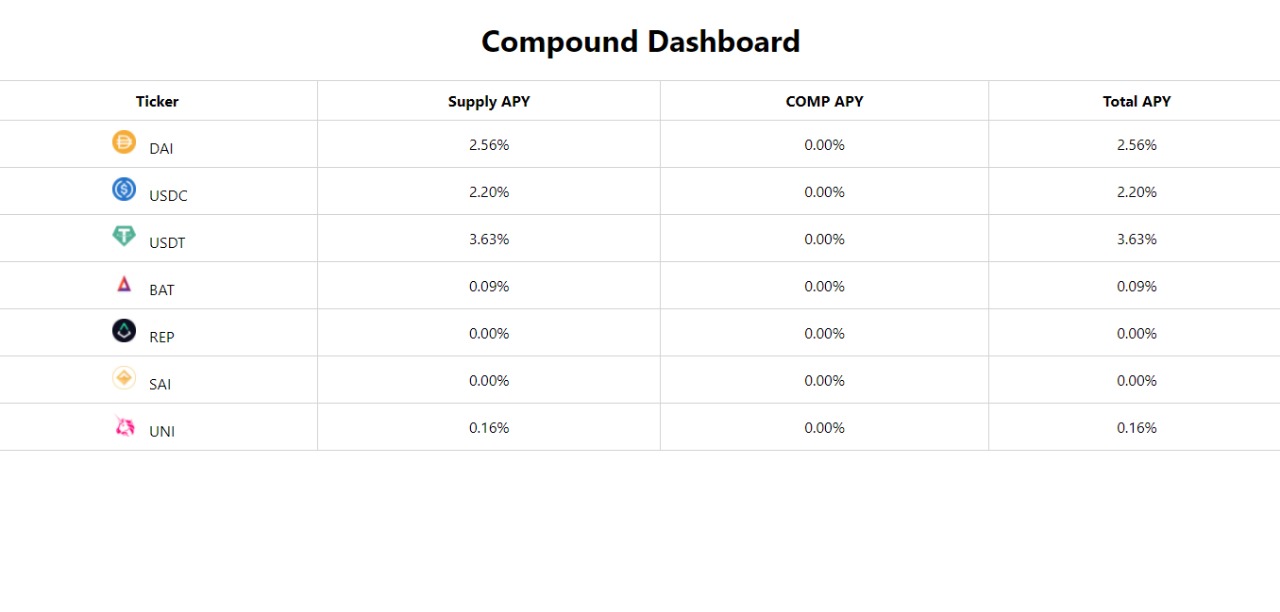 Compound Dashboard
Ticker Supply APY COMP APY Total APY
DAI 2.56% 0.00% 2.56%
USDC 2.20% 0.00% 2.20%
USDT 3.63% 0.00% 3.63%
BAT 0.09% 0.00% 0.09%
REP 0.00% 0.00% 0.00%
SAI 0.00% 0.00% 0.00%
UNI 0.16% 0.00% 0.16%